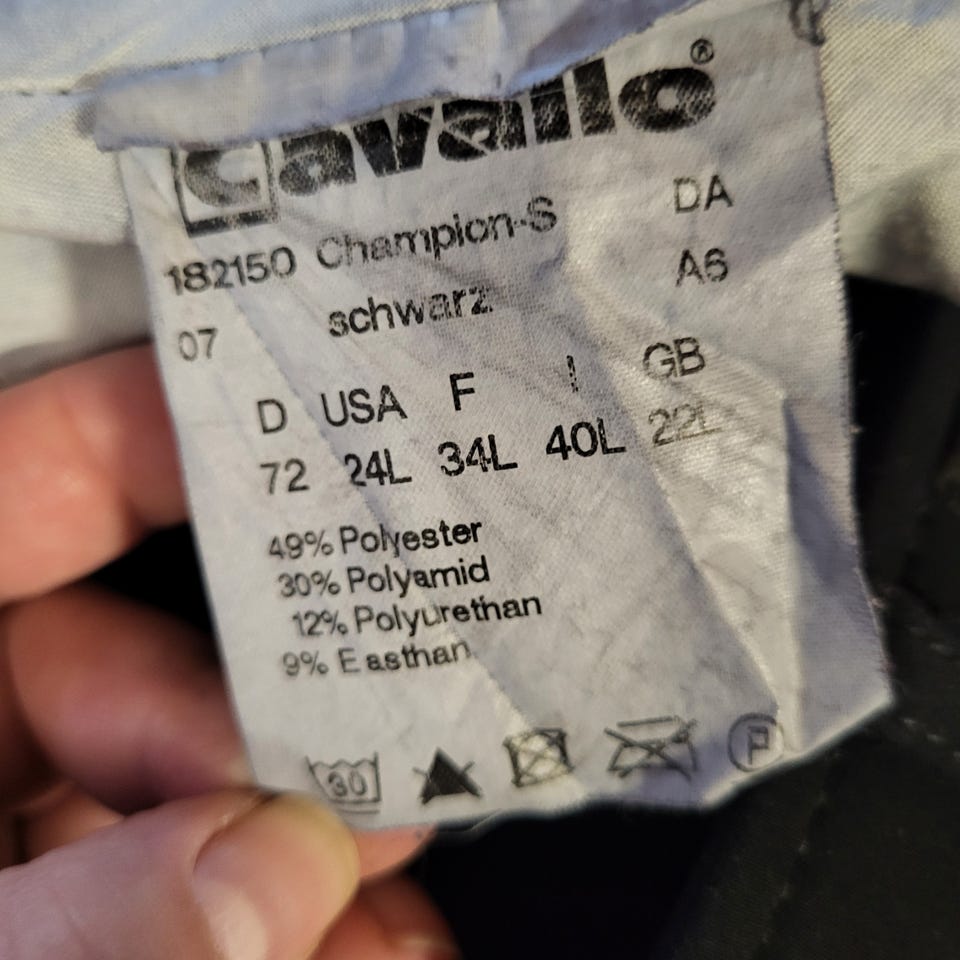 Cavallo®
182150 Champion-S DA
07 schwarz A6
D USA F I GB
72 24L 34L 40L 22L
49% Polyester
30% Polyamid
12% Polyurethan
9% E asthan
30 P